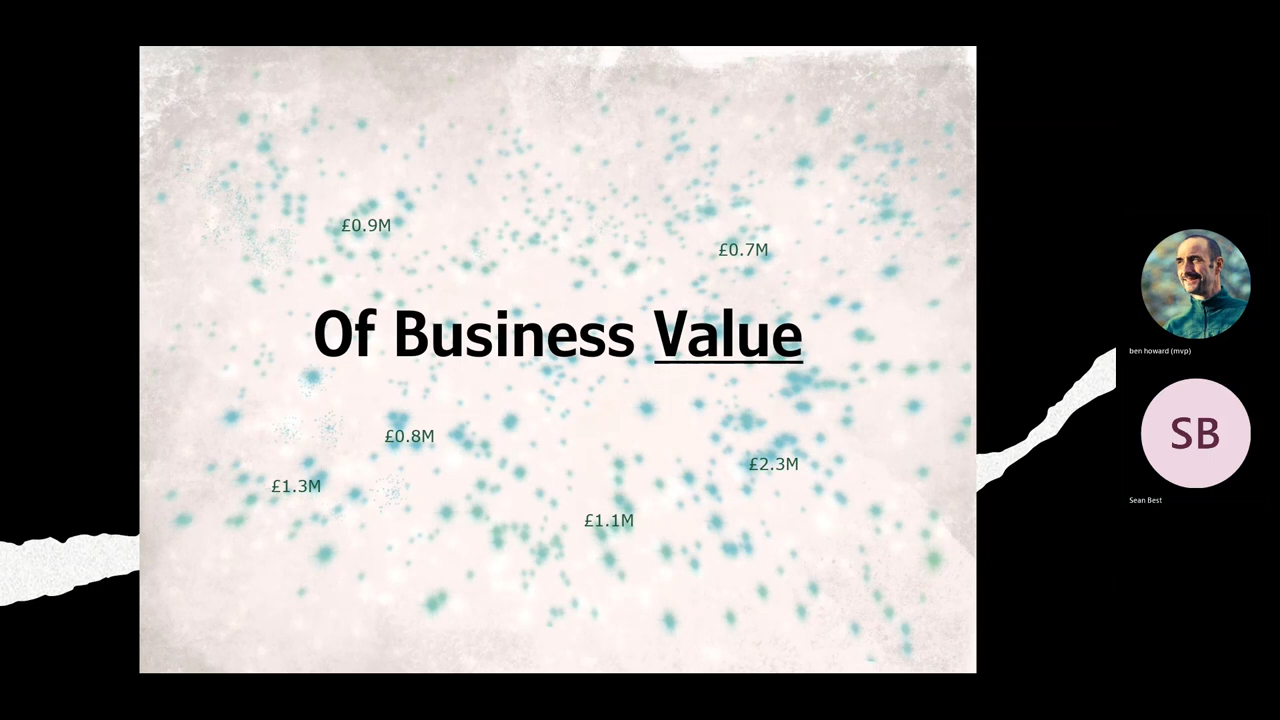 £0.9M
£0.7M
Of Business Value
£0.8M
£2.3M
£1.3M
£1.1M
ben howard (mvp)
SB
Sean Best